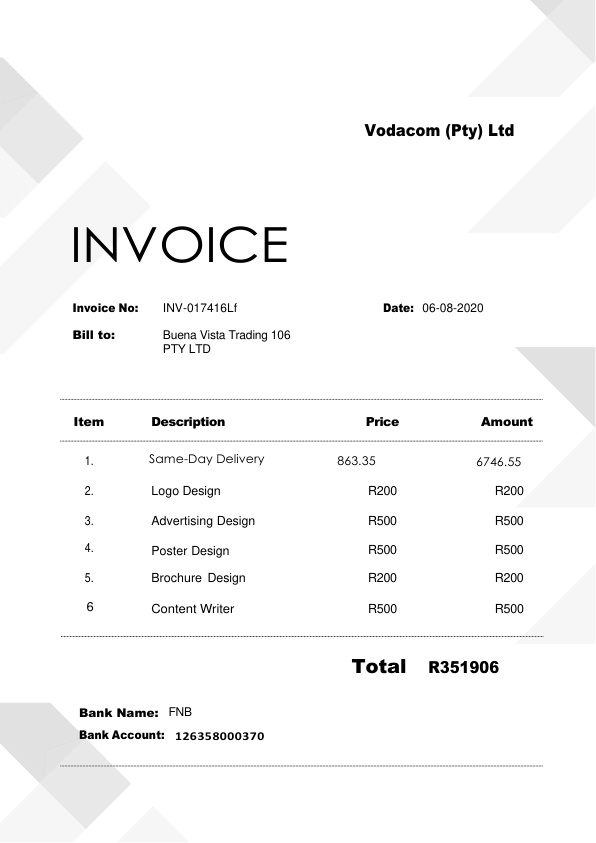 Vodacom (Pty) Ltd
INVOICE
Invoice No: INV-017416Lf Date: 06-08-2020
Bill to: Buena Vista Trading 106
PTY LTD
Item Description Price Amount
1. Same-Day Delivery 863.35 6746.55
2. Logo Design R200 R200
3. Advertising Design R500 R500
4. Poster Design R500 R500
5. Brochure Design R200 R200
6 Content Writer R500 R500
Total R351906
Bank Name: FNB
Bank Account: 126358000370